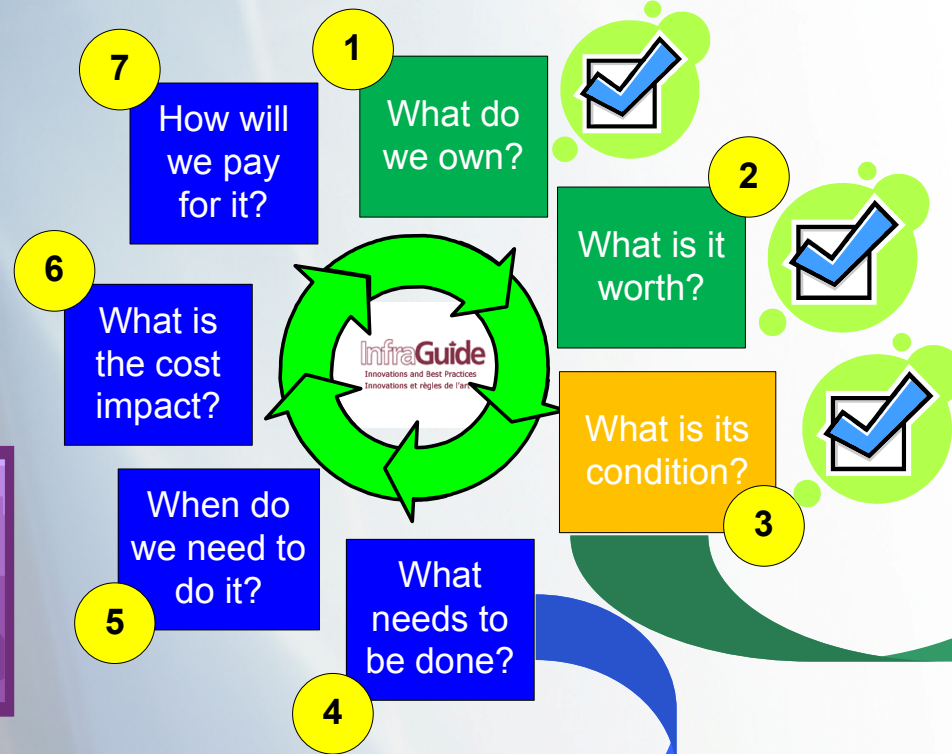 1
What do
we own?
2
What is it
worth?
What is its
condition?
3
What
needs to
be done?
4
When do
we need to
do it?
5
6
What is
the cost
impact?
7
How will
we pay
for it?
InfraGuide
Innovations and Best Practices
Innovations et règles de l'art